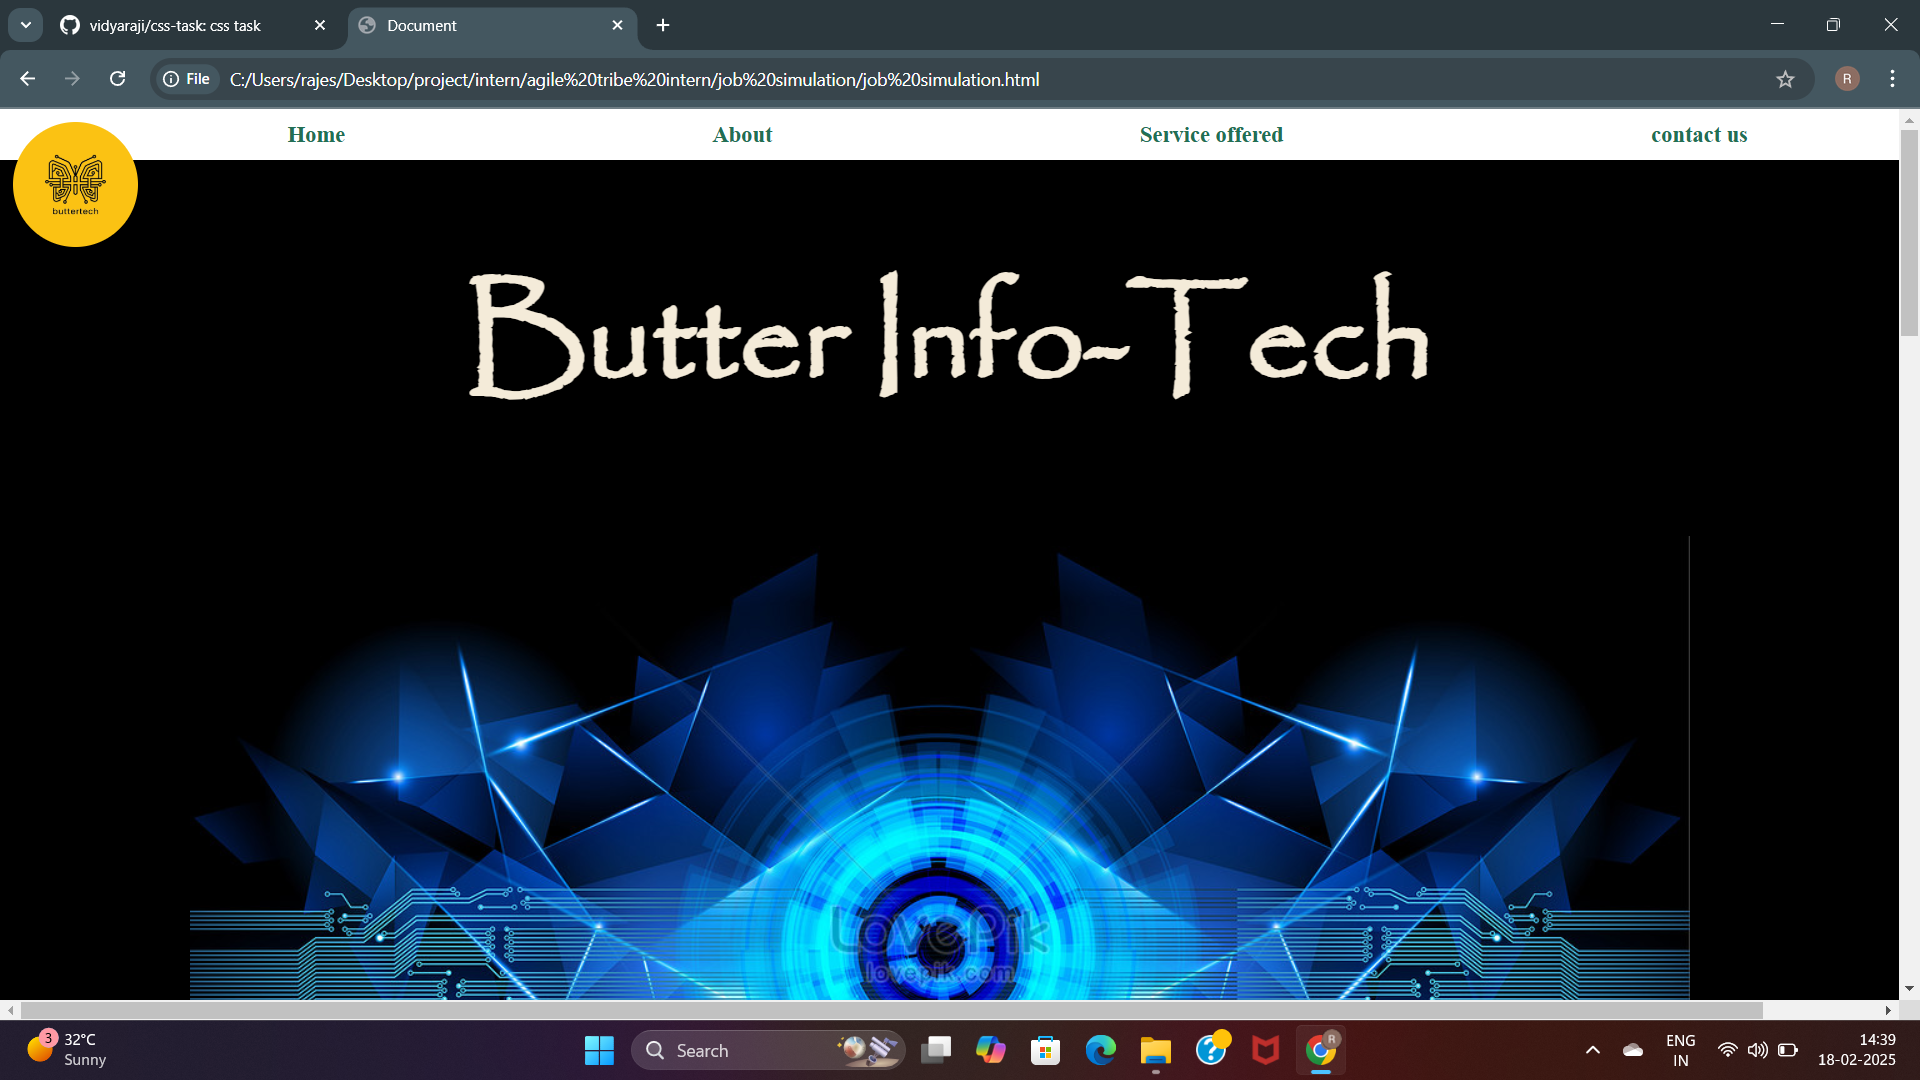 vidyaraji/css-task: css task
Document
File
C:/Users/rajes/Desktop/project/intern/agile%20tribe%20intern/job%20simulation/job%20simulation.html
R
Home
About
Service offered
contact us
buttertech
Butter Info-Tech
LovePik
lovepik.com
3
32°C
Sunny
Search
R
ENG
IN
14:39
18-02-2025